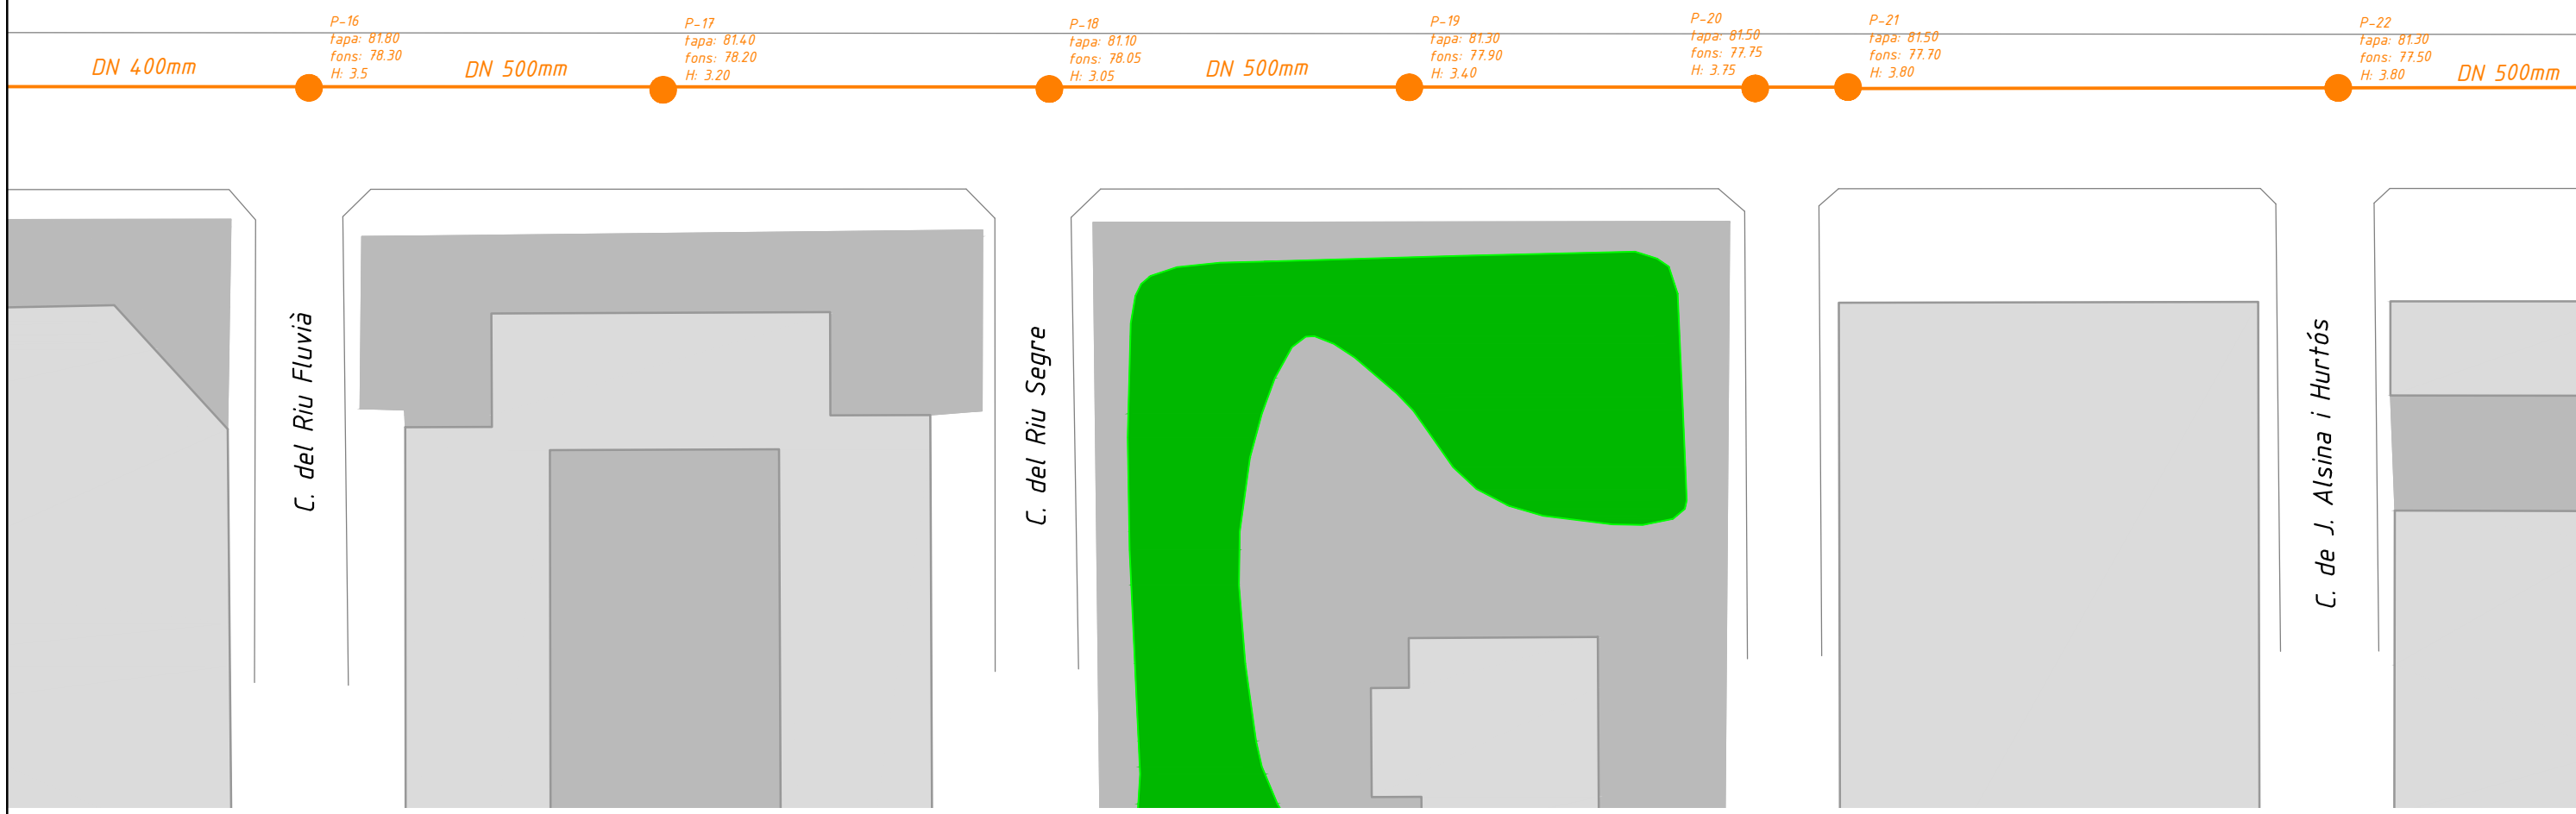 P-16
tapa: 81.80
fons: 78.30
H: 3.5
P-17
tapa: 81.40
fons: 78.20
H: 3.20
P-18
tapa: 81.10
fons: 78.05
H: 3.05
P-19
tapa: 81.30
fons: 77.90
H: 3.40
P-20
tapa: 81.50
fons: 77.75
H: 3.75
P-21
tapa: 81.50
fons: 77.70
H: 3.80
P-22
tapa: 81.30
fons: 77.50
H: 3.80
DN 400mm
DN 500mm
DN 500mm
DN 500mm
C. del Riu Fluvià
C. del Riu Segre
C. de J. Alsina i Hurtós